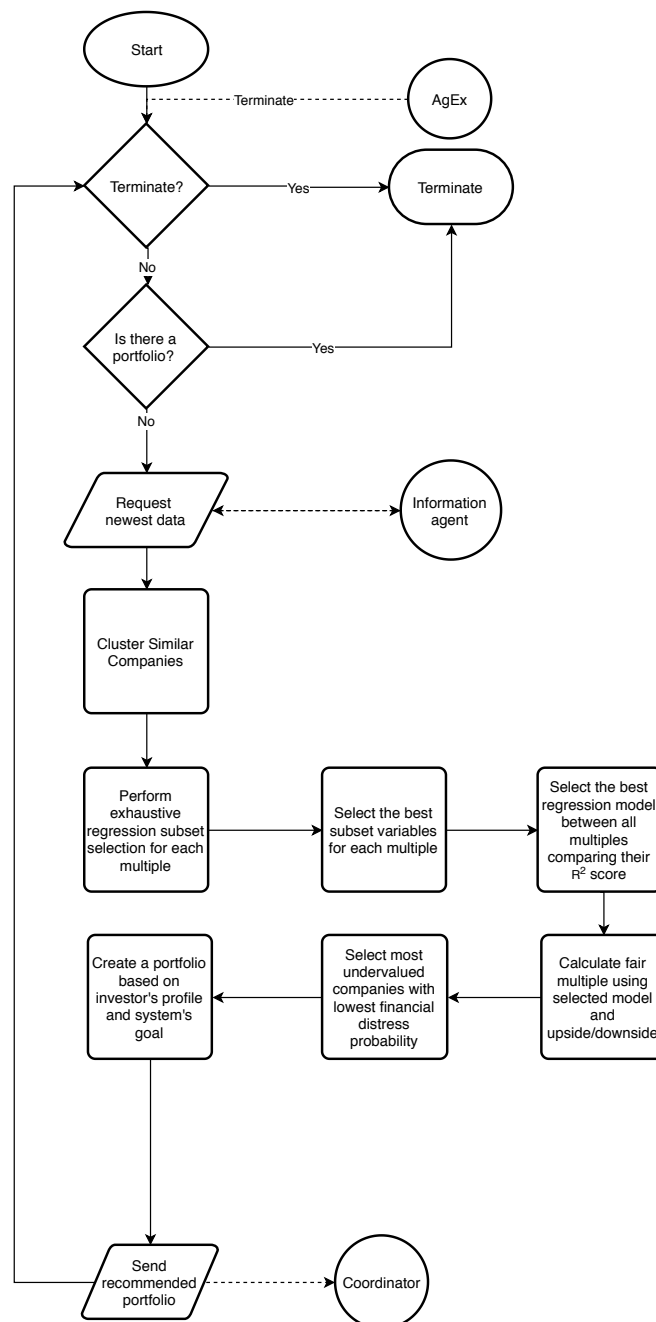 Start
Terminate
AgEx
Terminate?
Yes
Terminate
No
Is there a
portfolio?
Yes
No
Request
newest data
Information
agent
Cluster Similar
Companies
Perform
exhaustive
regression subset
selection for each
multiple
Select the best
subset variables
for each multiple
Select the best
regression model
between all
multiples
comparing their
R² score
Create a portfolio
based on
investor's profile
and system's
goal
Select most
undervalued
companies with
lowest financial
distress
probability
Calculate fair
multiple using
selected model
and
upside/downside
Send
recommended
portfolio
Coordinator